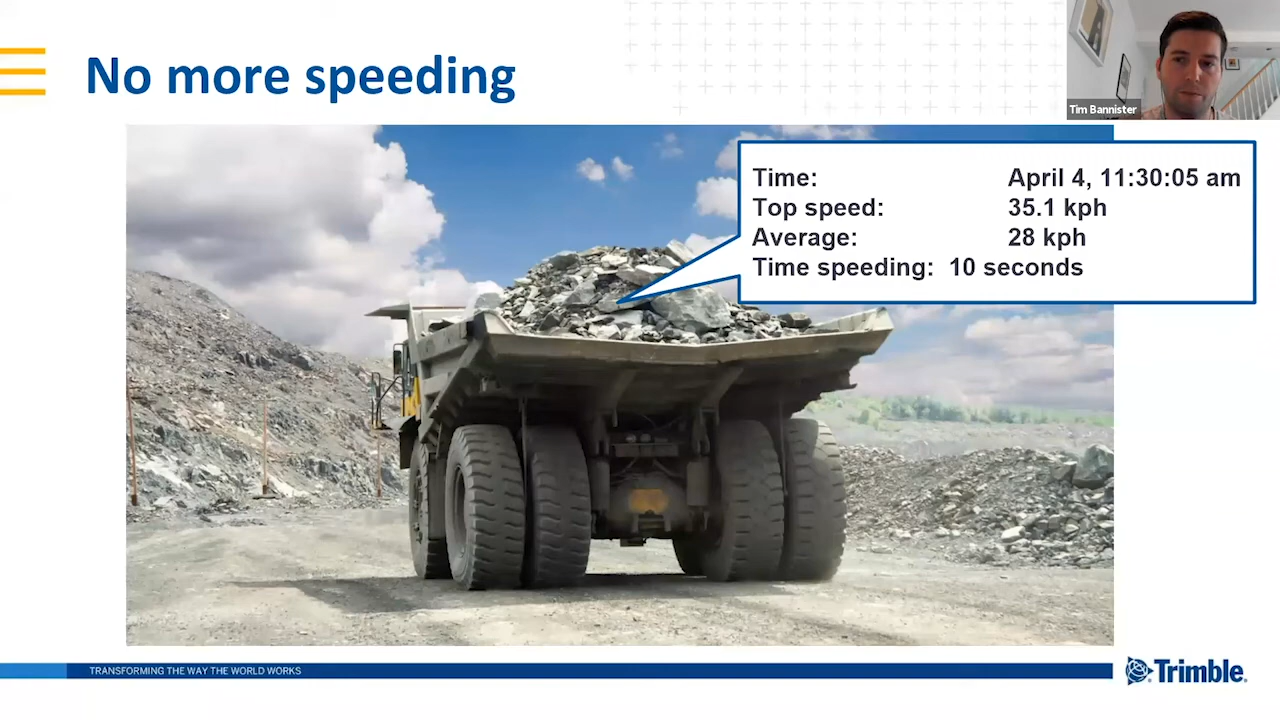 No more speeding
Tim Bannister
Time: April 4, 11:30:05 am
Top speed: 35.1 kph
Average: 28 kph
Time speeding: 10 seconds
TRANSFORMING THE WAY THE WORLD WORKS
Trimble